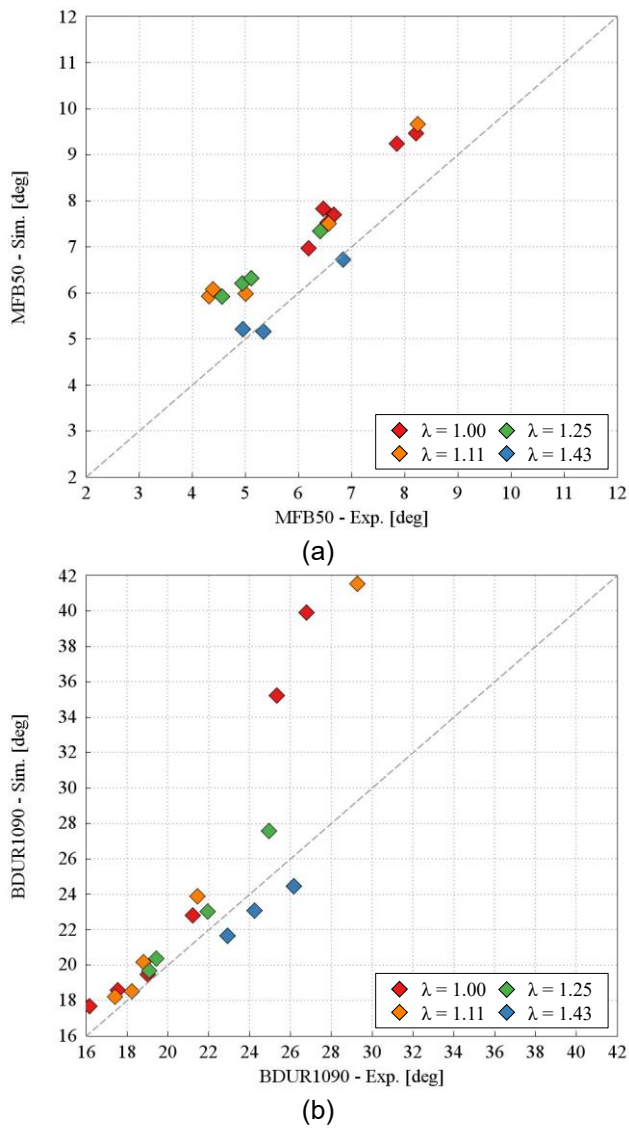 12
11
10
9
8
7
6
5
4
3
2
MFB50 - Sim. [deg]
λ = 1.00 λ = 1.25
λ = 1.11 λ = 1.43
2 3 4 5 6 7 8 9 10 11 12
MFB50 - Exp. [deg]
(a)
42
40
38
36
34
32
30
28
26
24
22
20
18
16
BDUR1090 - Sim. [deg]
λ = 1.00 λ = 1.25
λ = 1.11 λ = 1.43
16 18 20 22 24 26 28 30 32 34 36 38 40 42
BDUR1090 - Exp. [deg]
(b)